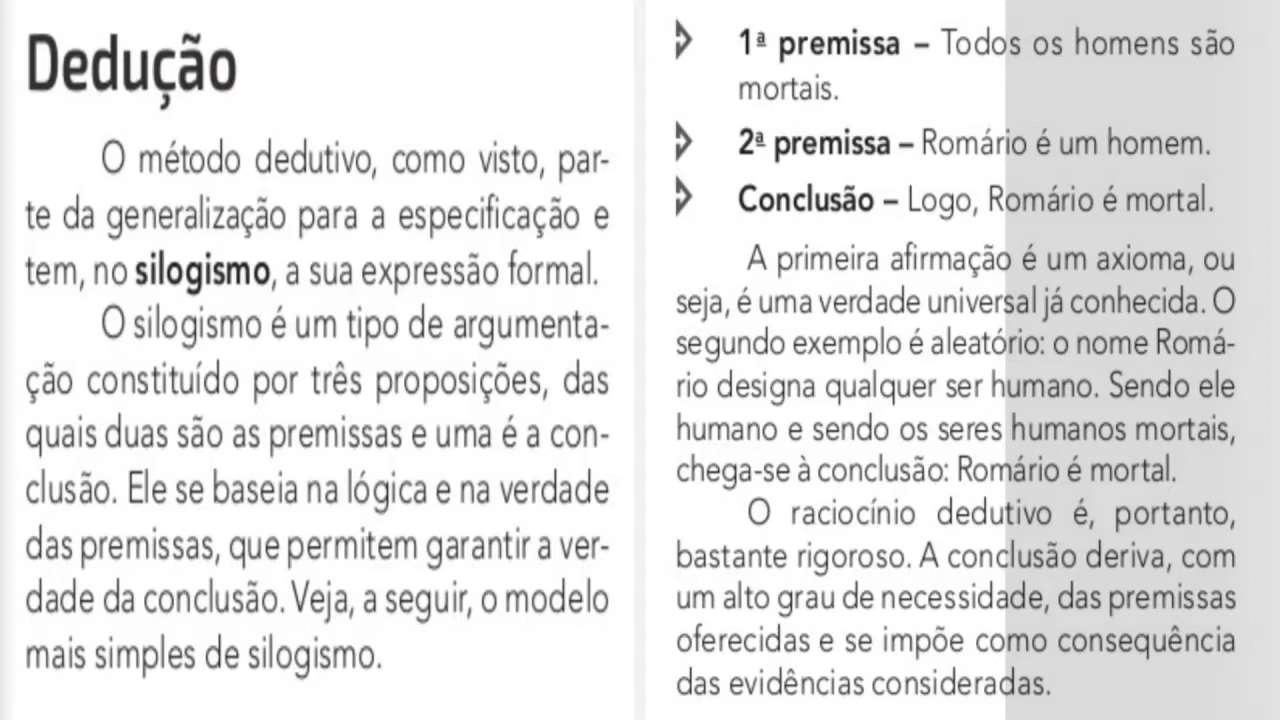 Dedução
O método dedutivo, como visto, par-
te da generalização para a especificação e
tem, no silogismo, a sua expressão formal.
O silogismo é um tipo de argumenta-
ção constituído por três proposições, das
quais duas são as premissas e uma é a con-
clusão. Ele se baseia na lógica e na verdade
das premissas, que permitem garantir a ver-
dade da conclusão. Veja, a seguir, o modelo
mais simples de silogismo.
1ª premissa – Todos os homens são
mortais.
2ª premissa – Romário é um homem.
Conclusão – Logo, Romário é mortal.
A primeira afirmação é um axioma, ou
seja, é uma verdade universal já conhecida. O
segundo exemplo é aleatório: o nome Romá-
rio designa qualquer ser humano. Sendo ele
humano e sendo os seres humanos mortais,
chega-se à conclusão: Romário é mortal.
O raciocínio dedutivo é, portanto,
bastante rigoroso. A conclusão deriva, com
um alto grau de necessidade, das premissas
oferecidas e se impõe como consequência
das evidências consideradas.